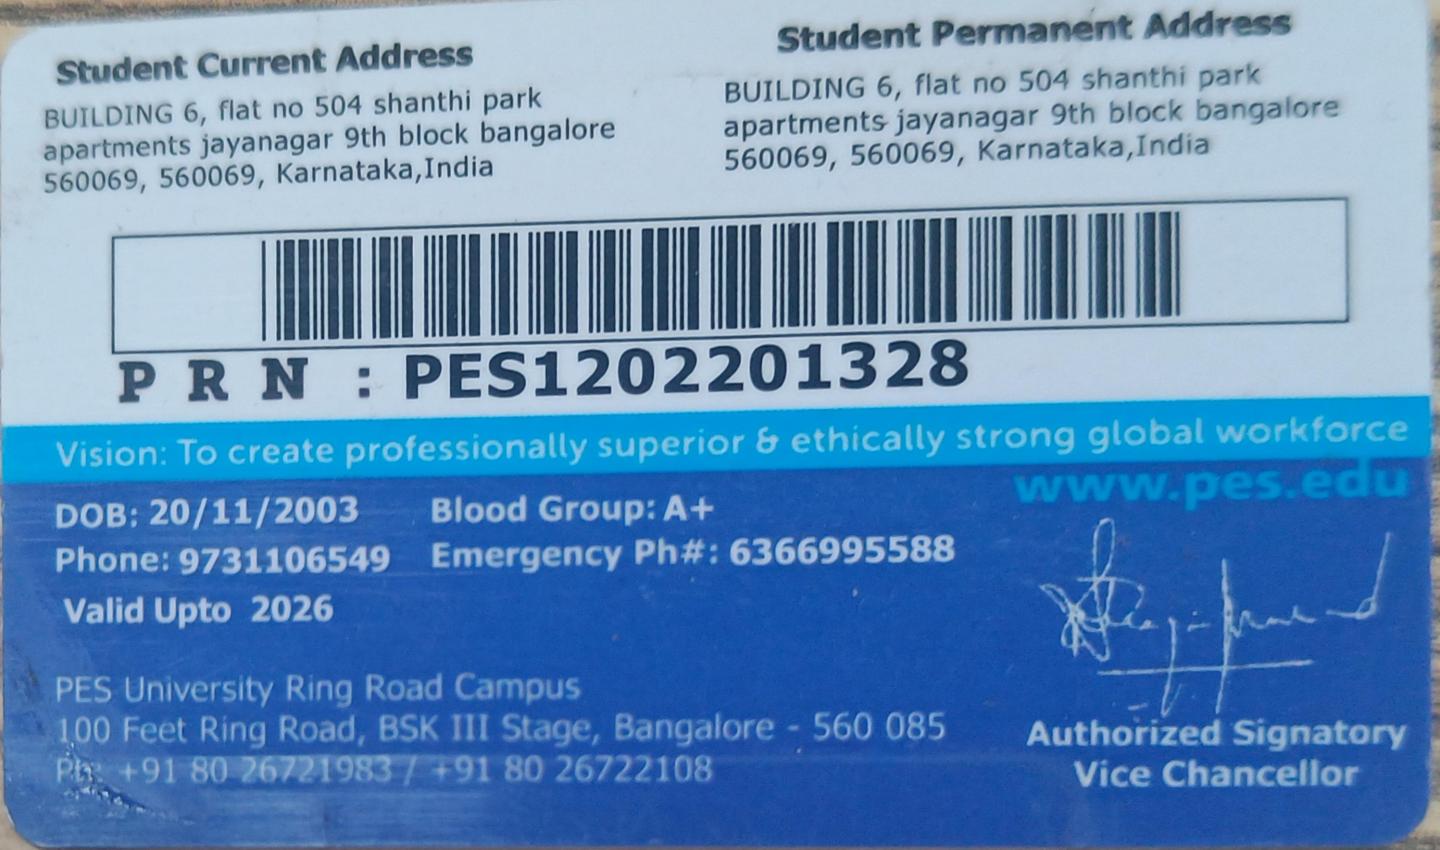 Student Current Address
BUILDING 6, flat no 504 shanthi park
apartments jayanagar 9th block bangalore
560069, 560069, Karnataka,India
Student Permanent Address
BUILDING 6, flat no 504 shanthi park
apartments jayanagar 9th block bangalore
560069, 560069, Karnataka,India
P R N : PES1202201328
Vision: To create professionally superior & ethically strong global workforce
www.pes.edu
DOB: 20/11/2003 Blood Group: A+
Phone: 9731106549 Emergency Ph#: 6366995588
Valid Upto 2026
PES University Ring Road Campus
100 Feet Ring Road, BSK III Stage, Bangalore - 560 085
Ph: +91 80 26721983 / +91 80 26722108
Authorized Signatory
Vice Chancellor